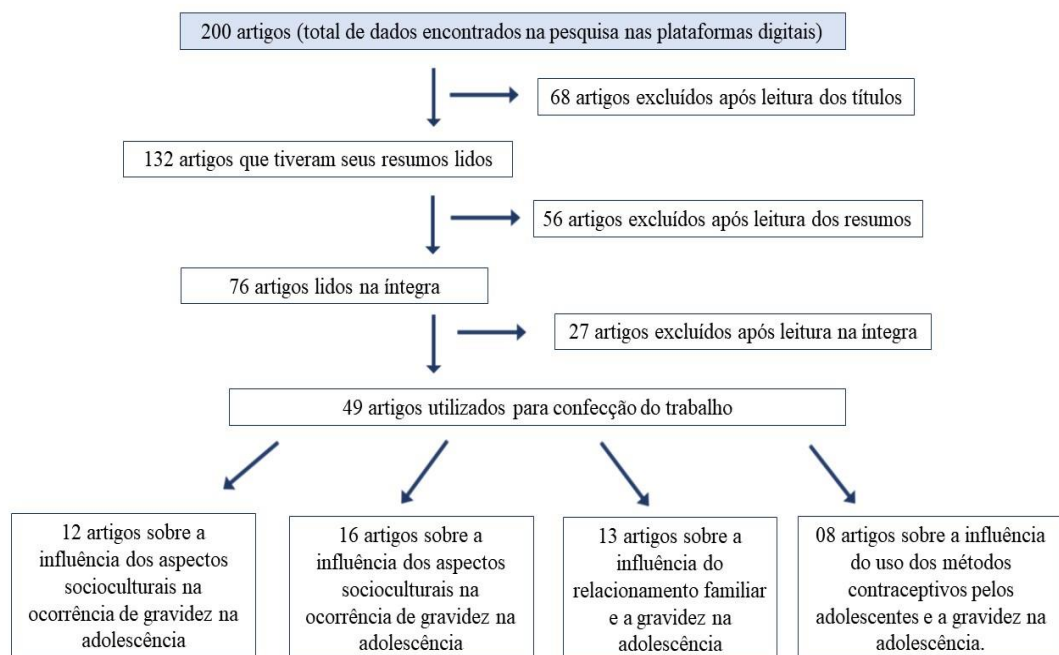 200 artigos (total de dados encontrados na pesquisa nas plataformas digitais)
68 artigos excluídos após leitura dos títulos
132 artigos que tiveram seus resumos lidos
56 artigos excluídos após leitura dos resumos
76 artigos lidos na íntegra
27 artigos excluídos após leitura na íntegra
49 artigos utilizados para confecção do trabalho
12 artigos sobre a
influência dos aspectos
socioculturais na
ocorrência de gravidez na
adolescência
16 artigos sobre a
influência dos aspectos
socioculturais na
ocorrência de gravidez na
adolescência
13 artigos sobre a
influência do
relacionamento familiar
e a gravidez na
adolescência
08 artigos sobre a influência
do uso dos métodos
contraceptivos pelos
adolescentes e a gravidez na
adolescência.